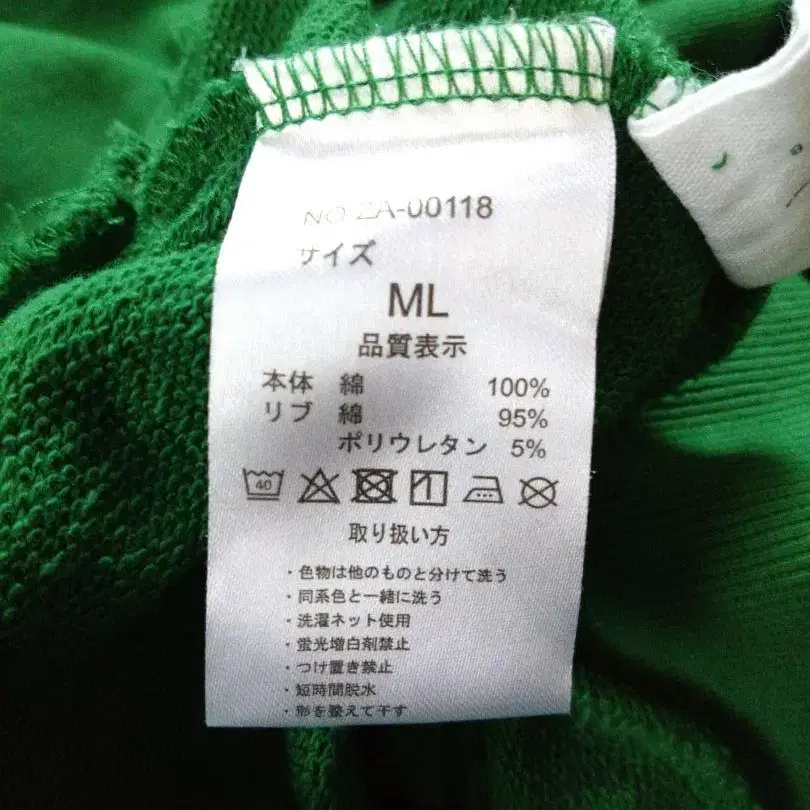 NO ZA-00118
サイズ
ML
品質表示
本体 綿 100%
リブ 綿 95%
ポリウレタン 5%
40
取り扱い方
・色物は他のものと分けて洗う
・同系色と一緒に洗う
・洗濯ネット使用
・蛍光増白剤禁止
・つけ置き禁止
・短時間脱水
・形を整えて干す